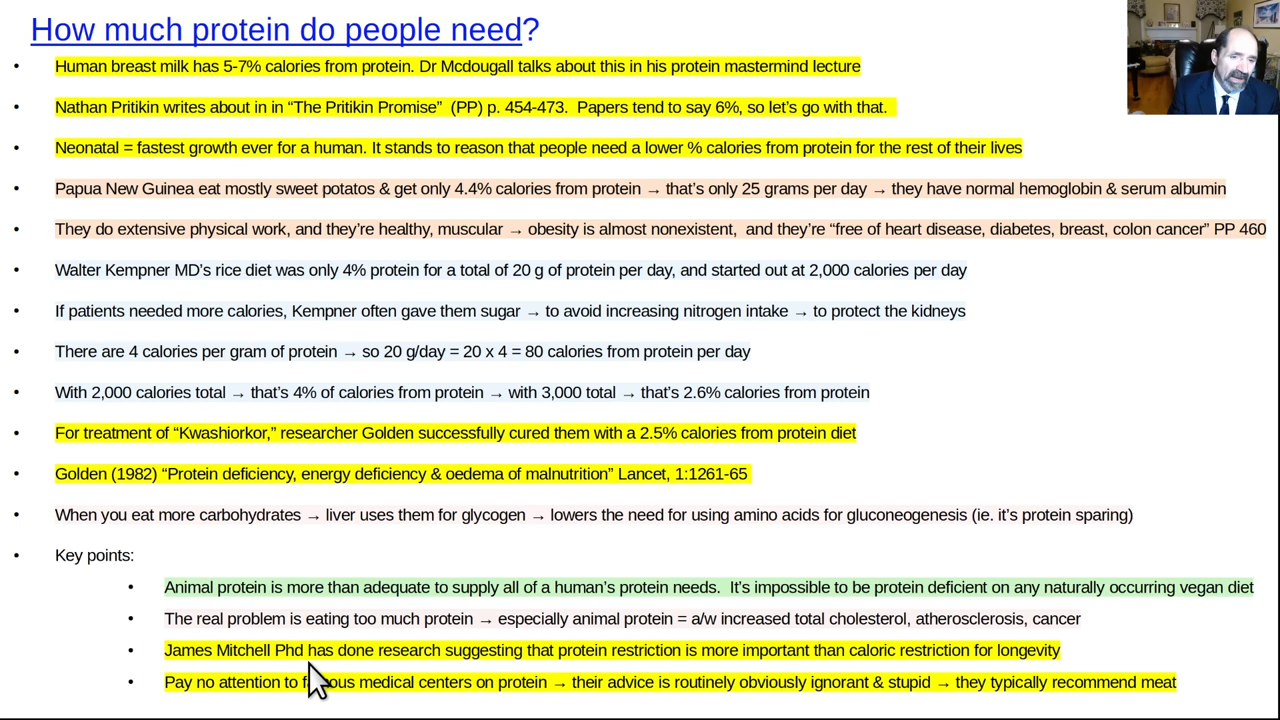 How much protein do people need?
• Human breast milk has 5-7% calories from protein. Dr Mcdougall talks about this in his protein mastermind lecture
• Nathan Pritikin writes about in in “The Pritikin Promise” (PP) p. 454-473. Papers tend to say 6%, so let’s go with that.
• Neonatal = fastest growth ever for a human. It stands to reason that people need a lower % calories from protein for the rest of their lives
• Papua New Guinea eat mostly sweet potatos & get only 4.4% calories from protein → that’s only 25 grams per day → they have normal hemoglobin & serum albumin
• They do extensive physical work, and they’re healthy, muscular → obesity is almost nonexistent, and they’re “free of heart disease, diabetes, breast, colon cancer” PP 460
• Walter Kempner MD’s rice diet was only 4% protein for a total of 20 g of protein per day, and started out at 2,000 calories per day
• If patients needed more calories, Kempner often gave them sugar → to avoid increasing nitrogen intake → to protect the kidneys
• There are 4 calories per gram of protein → so 20 g/day = 20 x 4 = 80 calories from protein per day
• With 2,000 calories total → that’s 4% of calories from protein → with 3,000 total → that’s 2.6% calories from protein
• For treatment of “Kwashiorkor,” researcher Golden successfully cured them with a 2.5% calories from protein diet
• Golden (1982) “Protein deficiency, energy deficiency & oedema of malnutrition” Lancet, 1:1261-65
• When you eat more carbohydrates → liver uses them for glycogen → lowers the need for using amino acids for gluconeogenesis (ie. it’s protein sparing)
• Key points:
• Animal protein is more than adequate to supply all of a human’s protein needs. It’s impossible to be protein deficient on any naturally occurring vegan diet
• The real problem is eating too much protein → especially animal protein = a/w increased total cholesterol, atherosclerosis, cancer
• James Mitchell Phd has done research suggesting that protein restriction is more important than caloric restriction for longevity
• Pay no attention to famous medical centers on protein → their advice is routinely obviously ignorant & stupid → they typically recommend meat